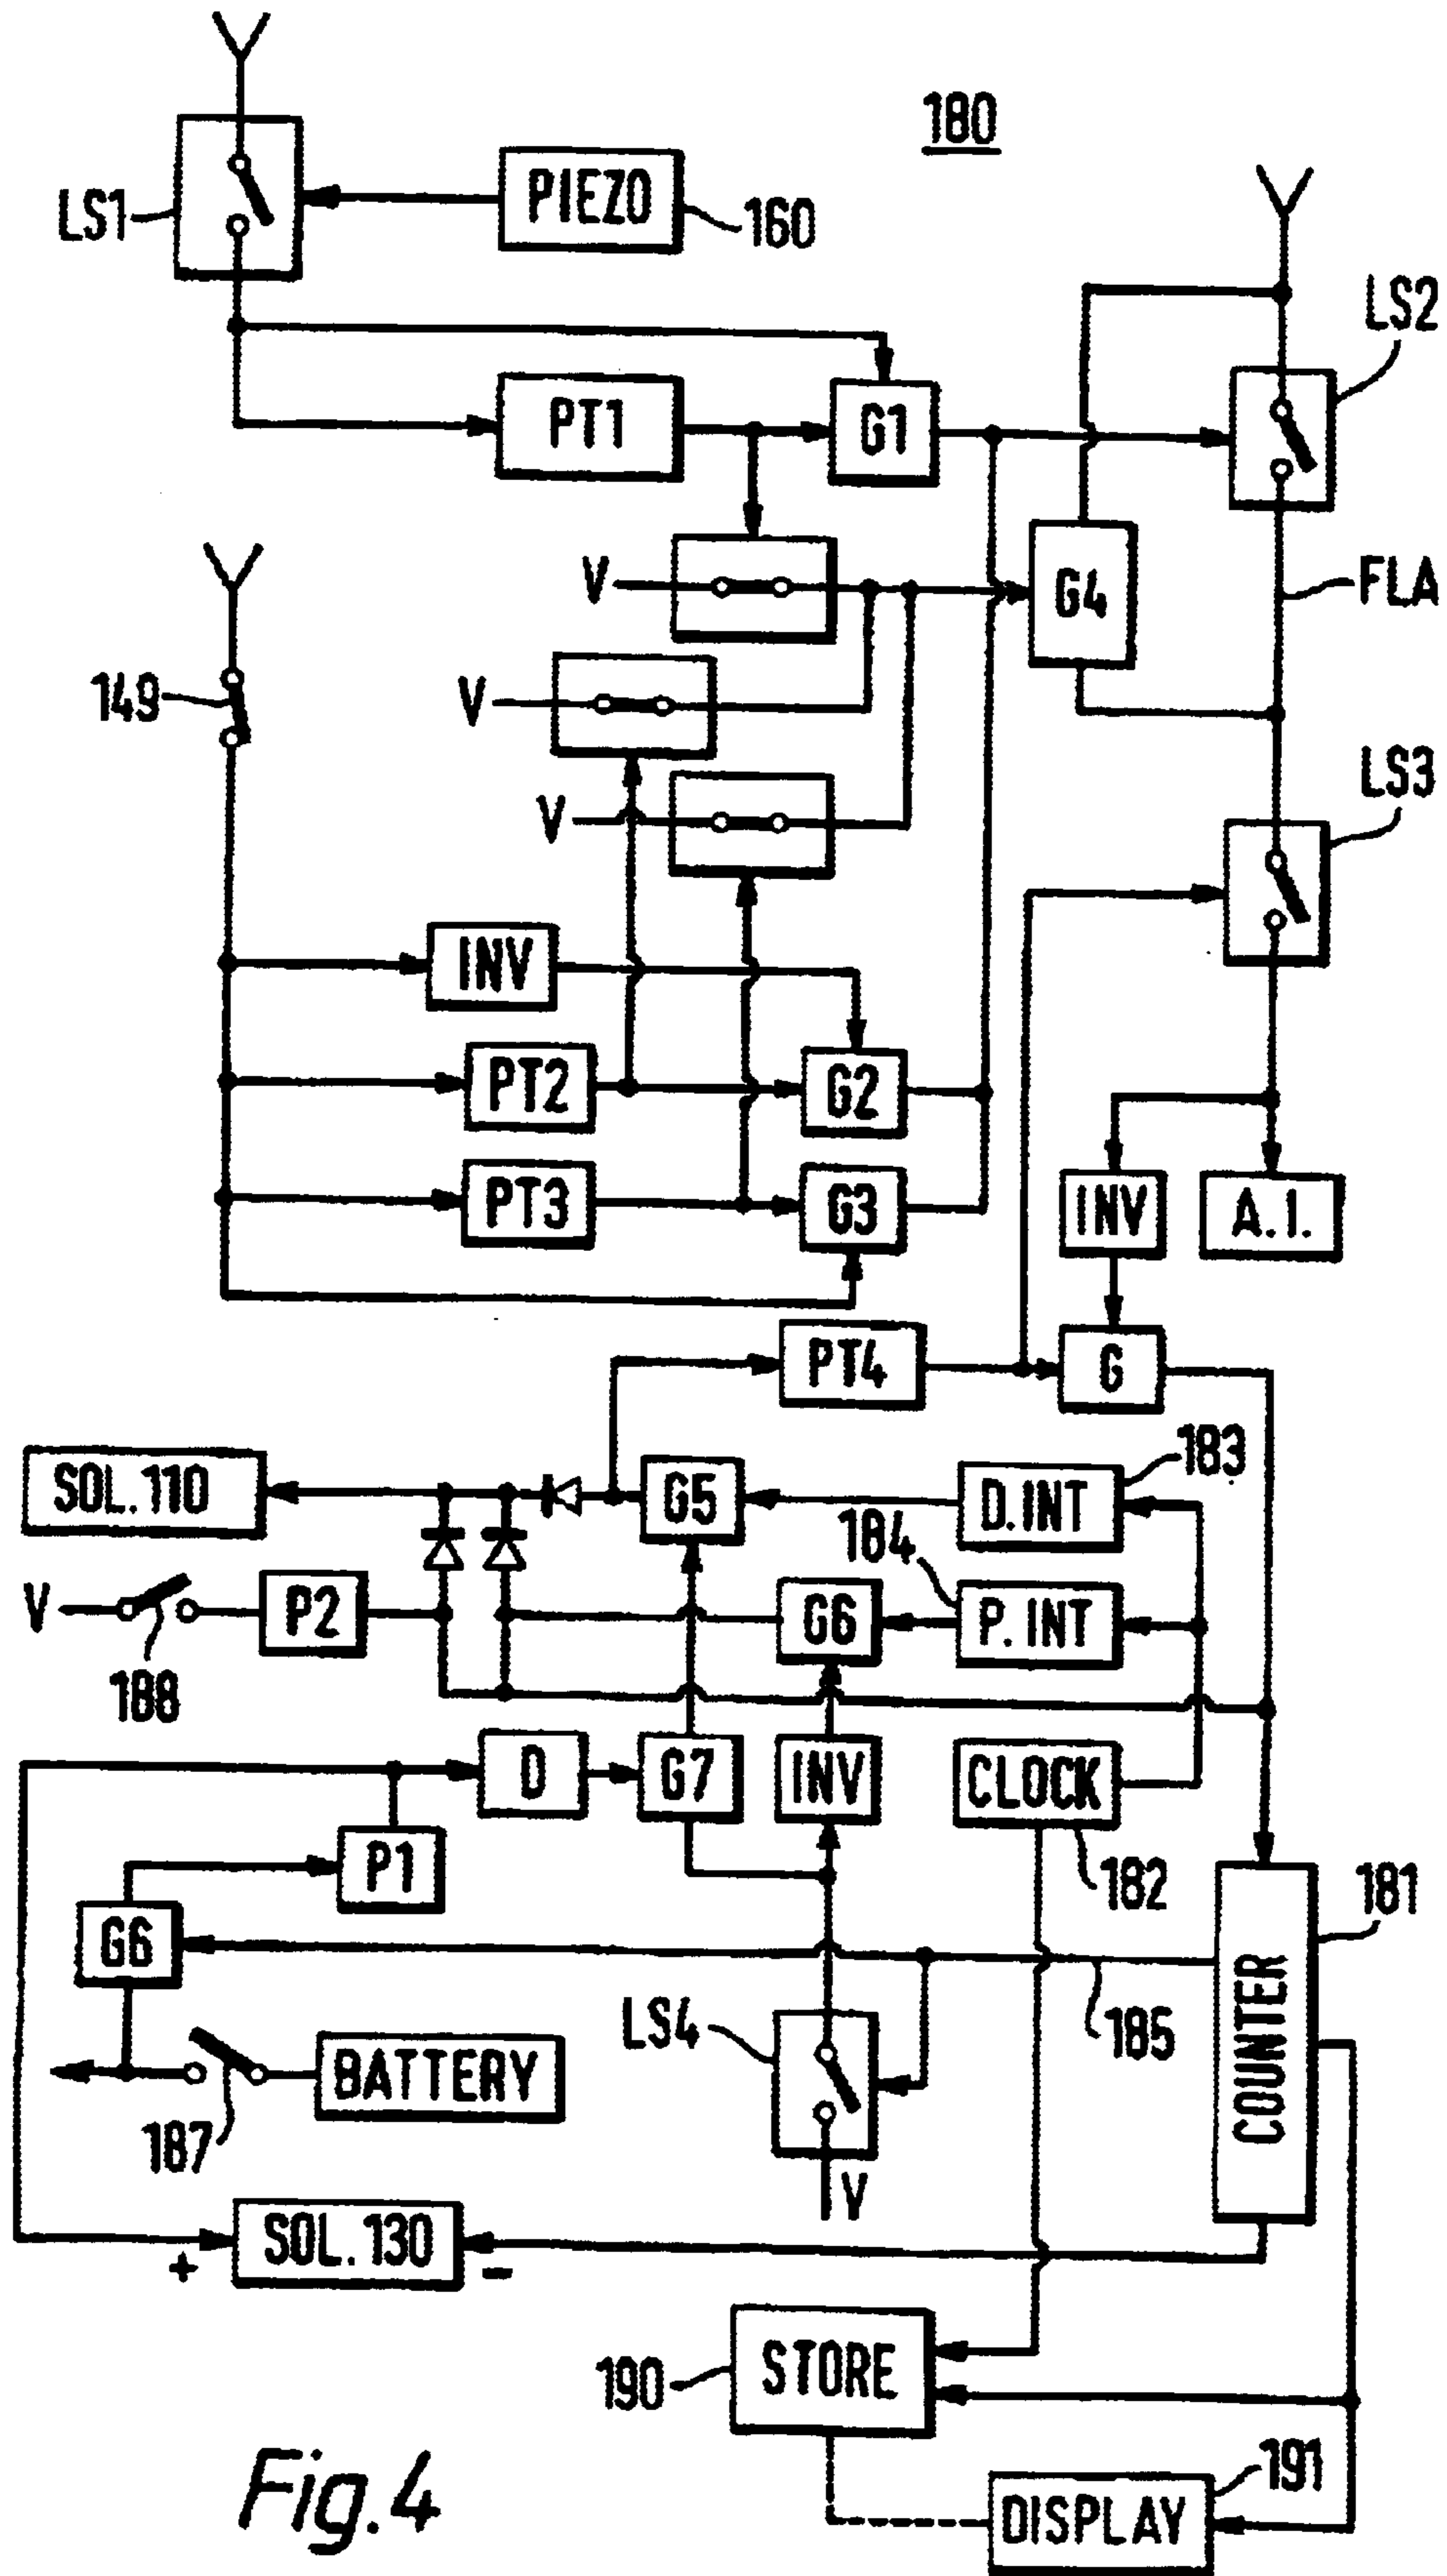 180
LS1
PIEZO
160
LS2
PT1
G1
V
G4
FLA
149
V
V
LS3
INV
PT2
G2
PT3
G3
INV
A.I.
PT4
G
SOL.110
G5
D.INT
183
184
V
P2
G6
P.INT
188
D
G7
INV
CLOCK
P1
182
181
G6
LS4
185
COUNTER
BATTERY
187
V
SOL.130
+
-
STORE
190
191
DISPLAY
Fig.4